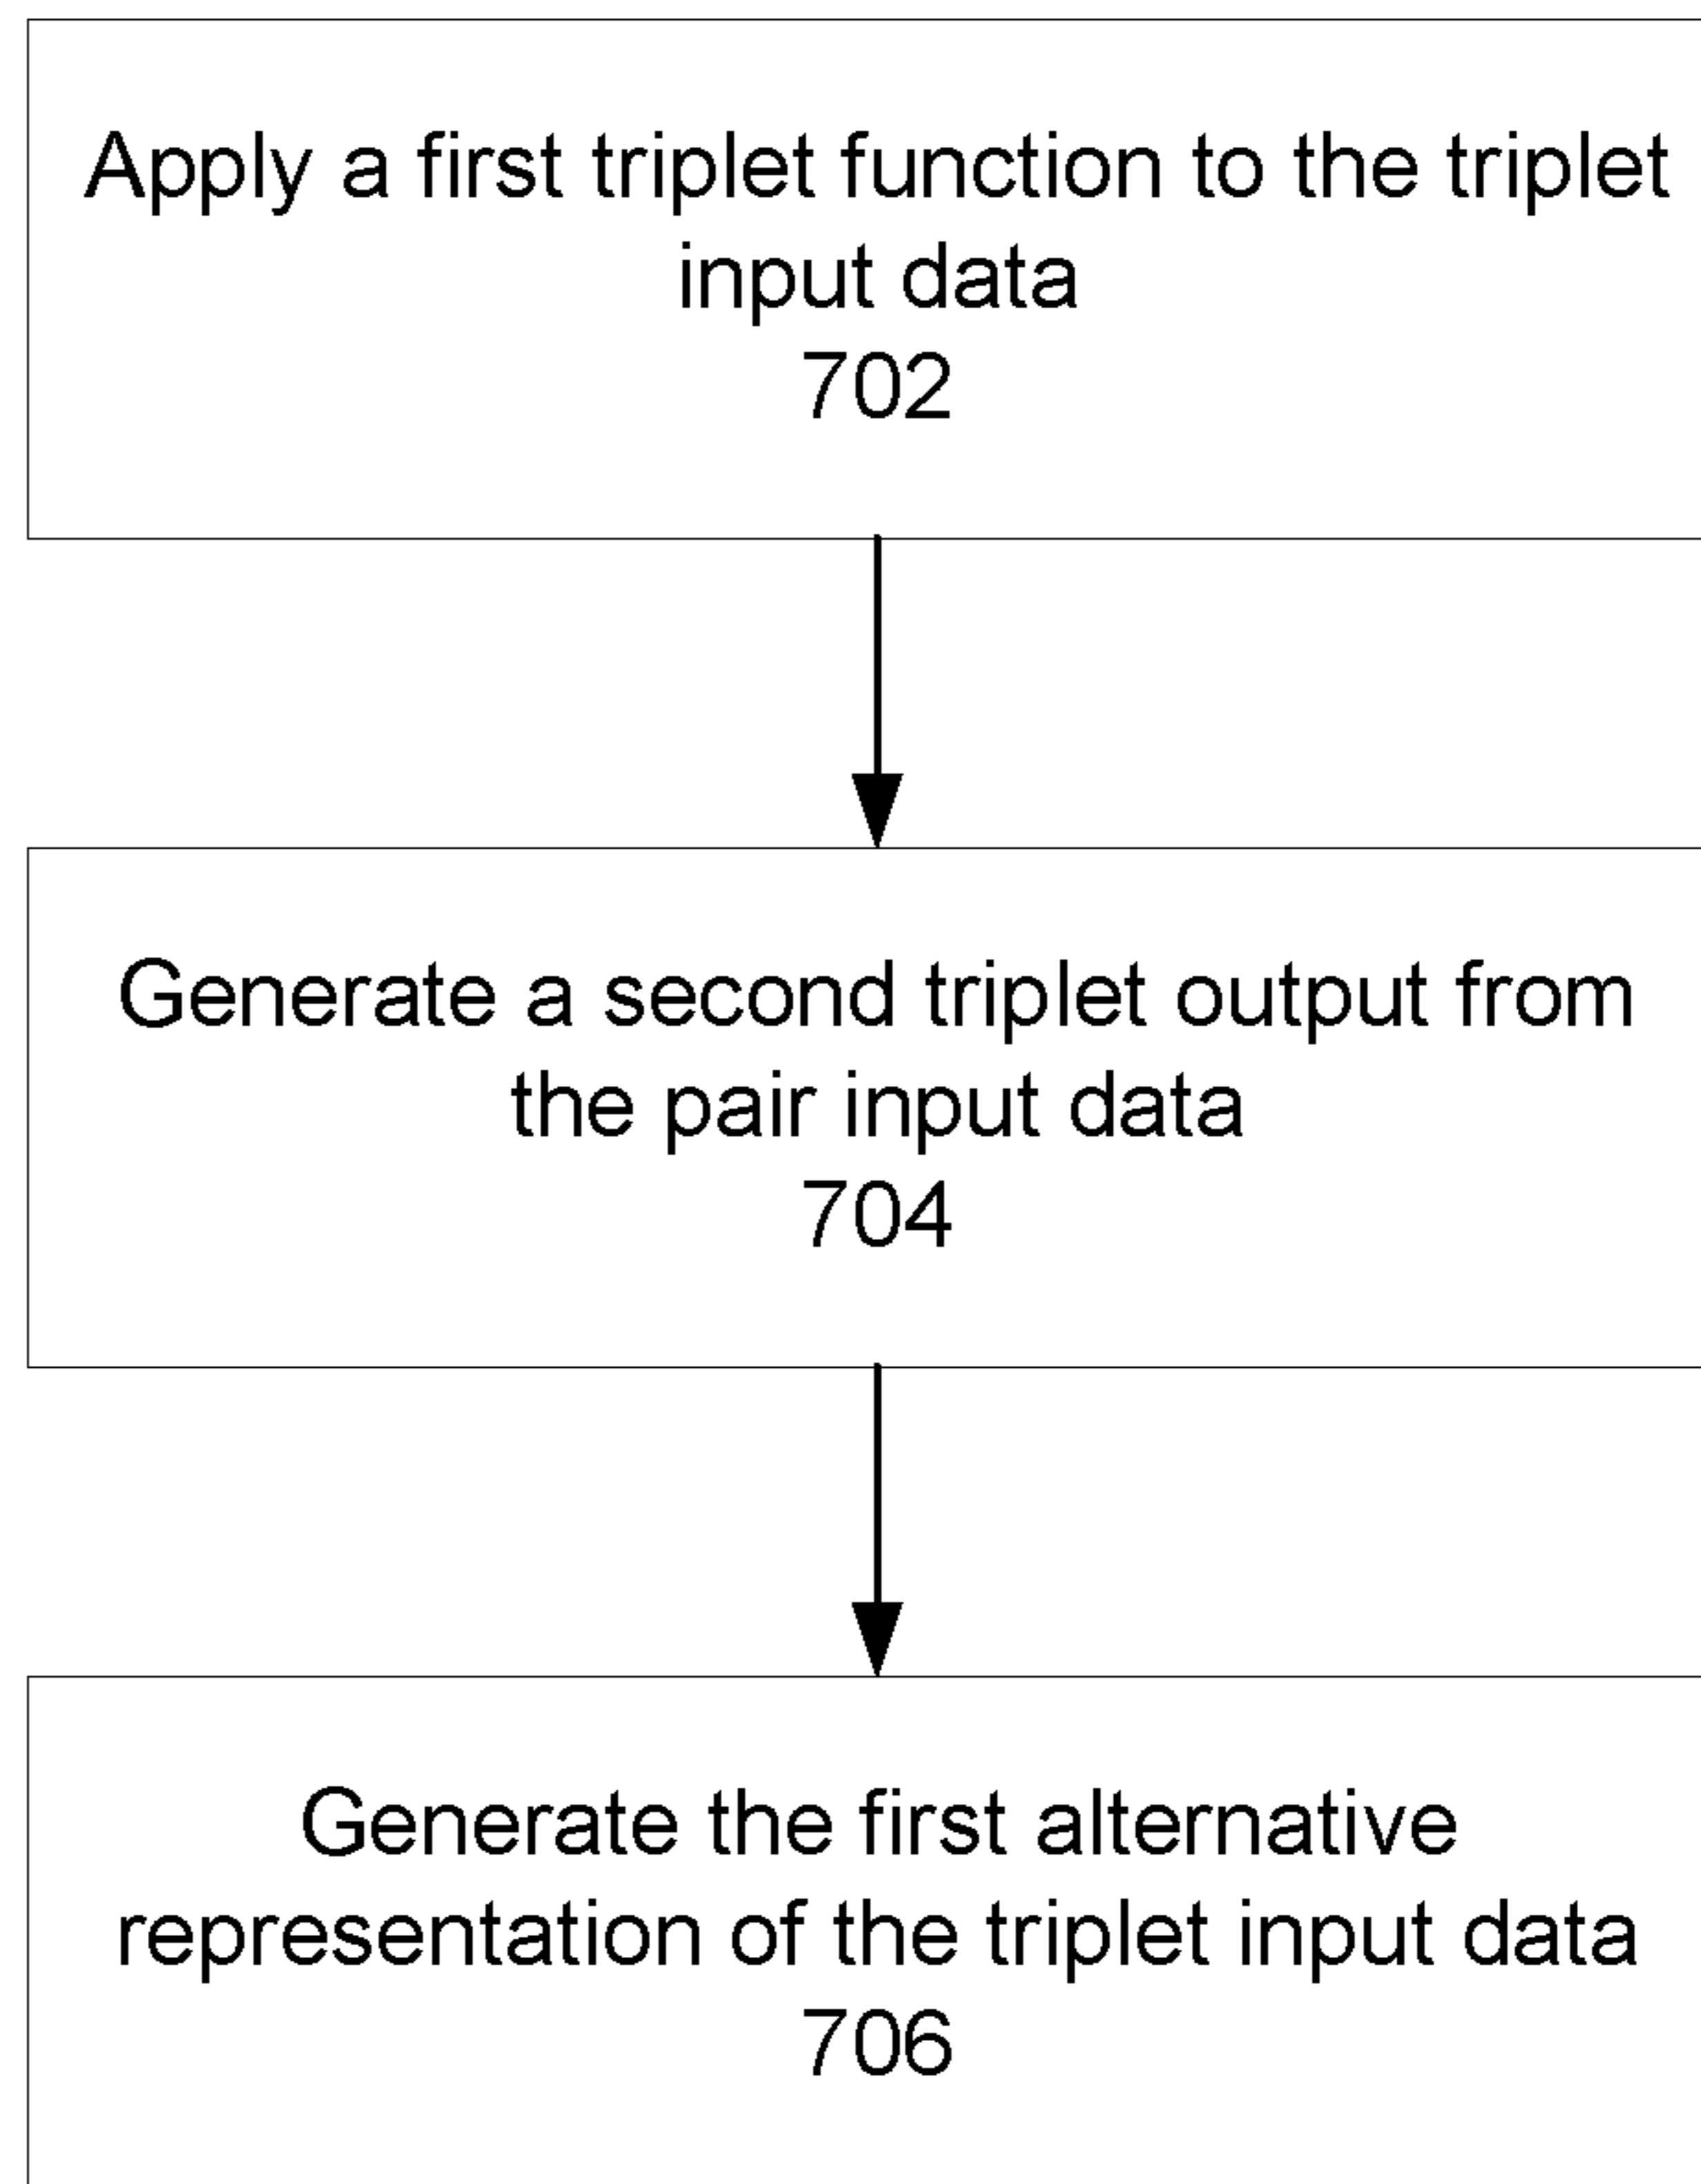 Apply a first triplet function to the triplet
input data
702
Generate a second triplet output from
the pair input data
704
Generate the first alternative
representation of the triplet input data
706